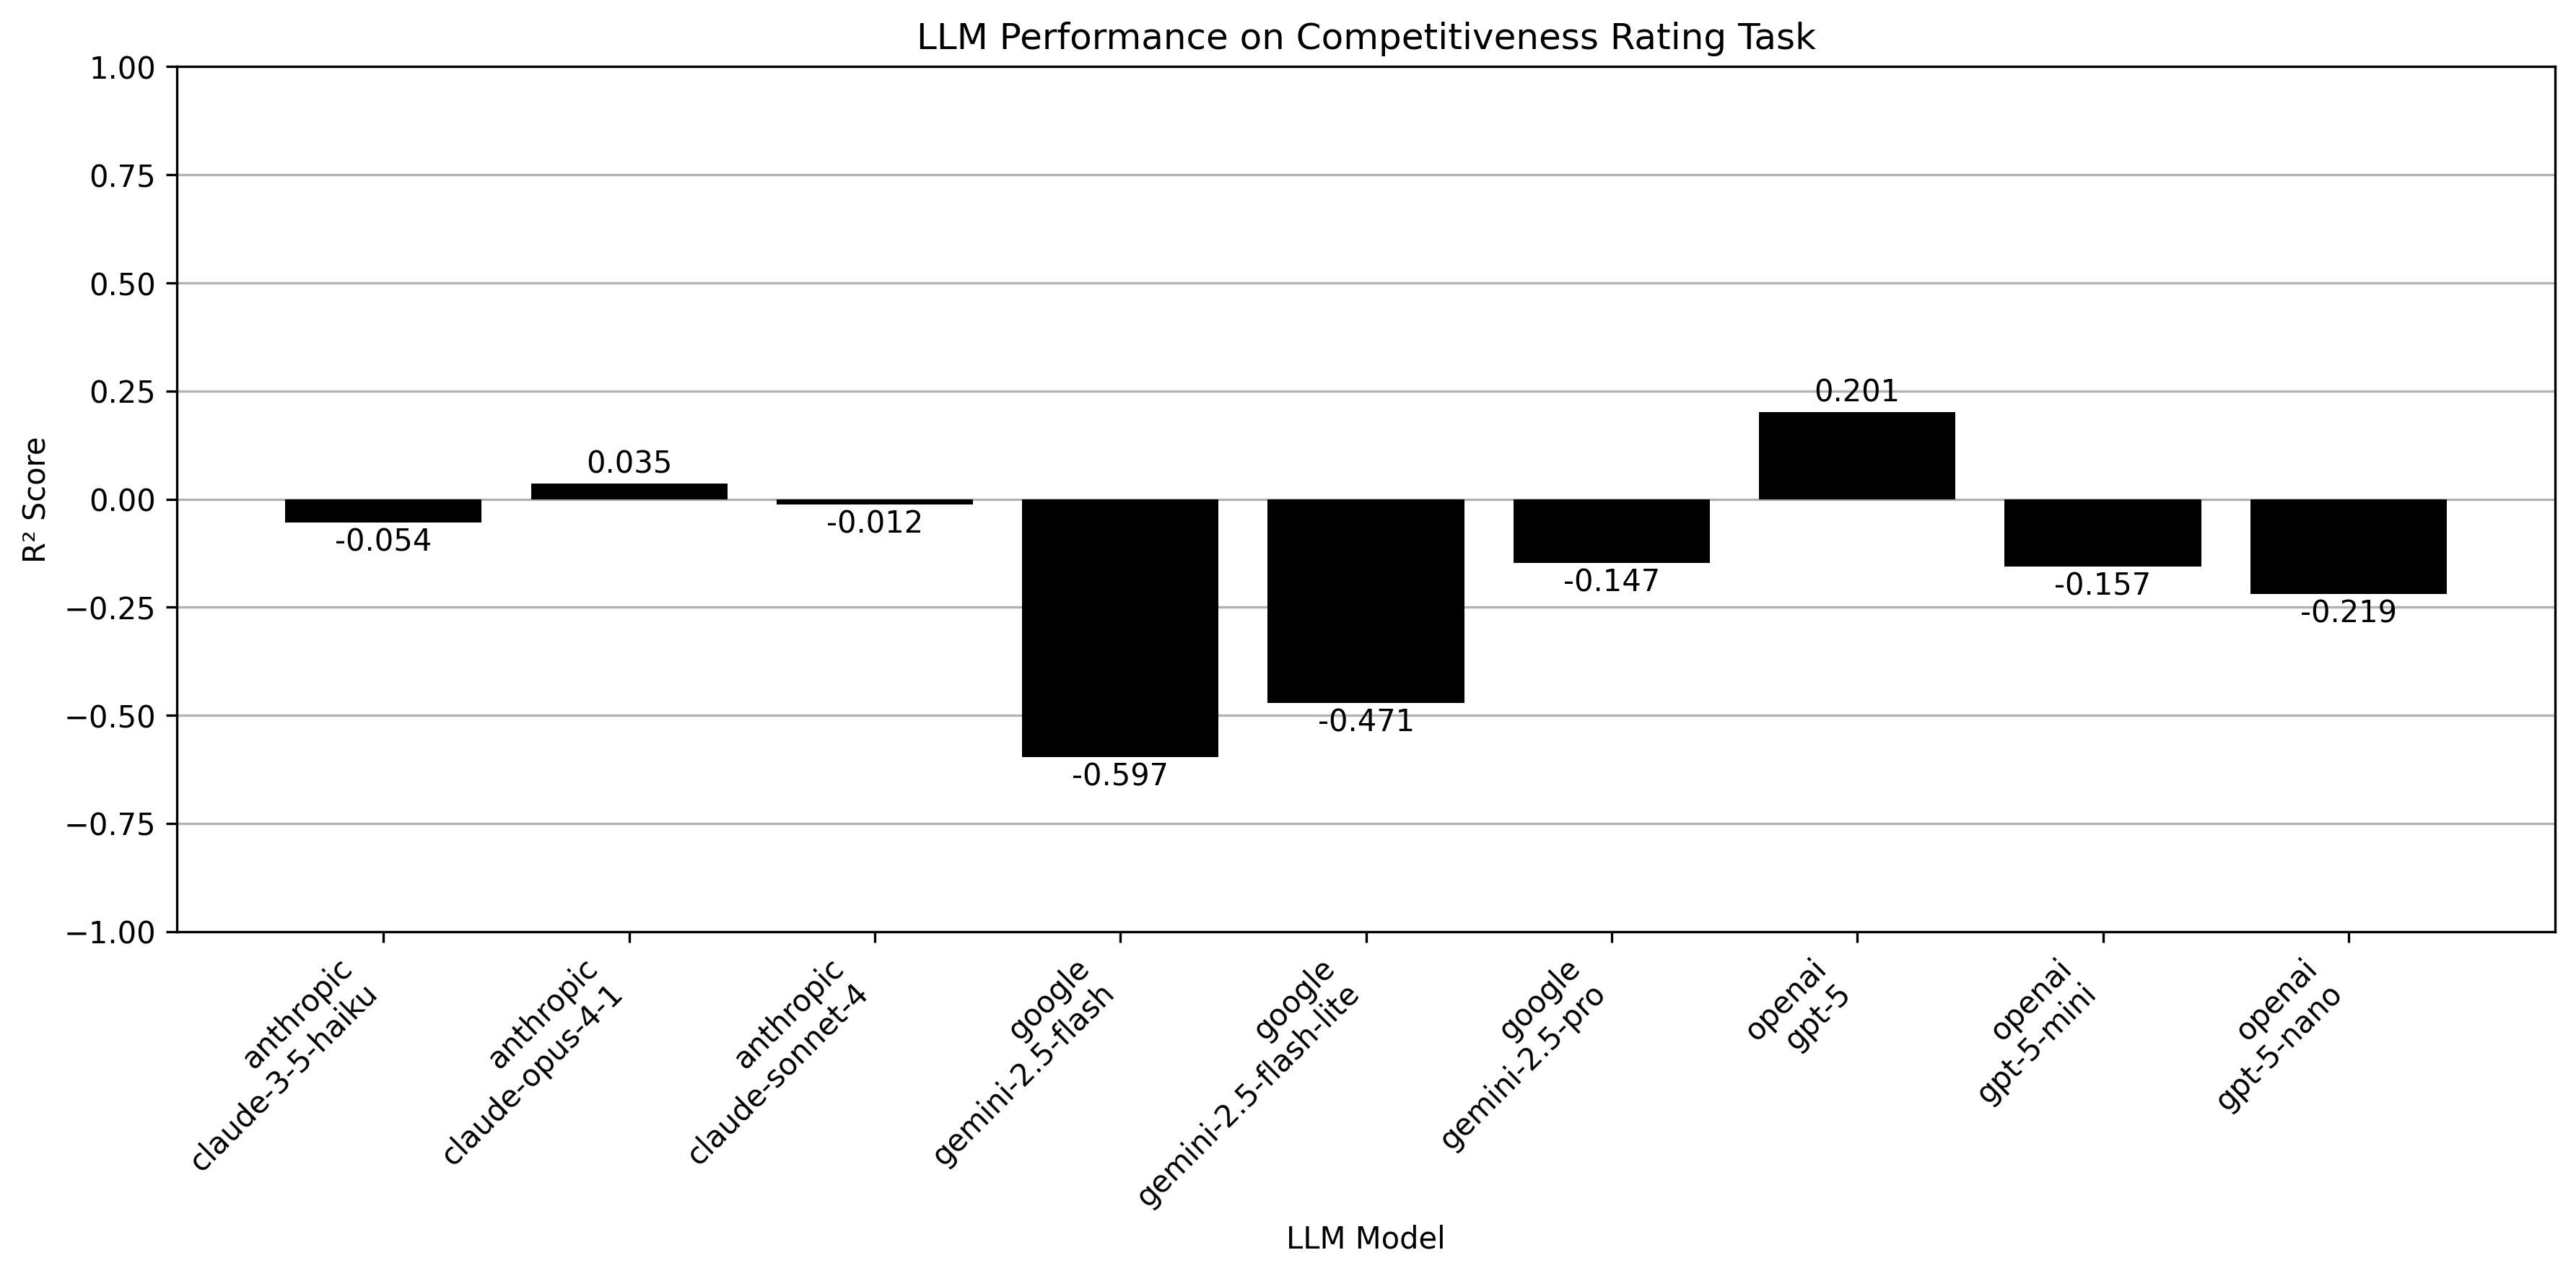 LLM Performance on Competitiveness Rating Task
1.00
0.75
0.50
0.25
0.00
−0.25
−0.50
−0.75
−1.00
R² Score
-0.054
0.035
-0.012
-0.597
-0.471
-0.147
0.201
-0.157
-0.219
anthropic
claude-3-5-haiku
anthropic
claude-opus-4-1
anthropic
claude-sonnet-4
google
gemini-2.5-flash
google
gemini-2.5-flash-lite
google
gemini-2.5-pro
openai
gpt-5
openai
gpt-5-mini
openai
gpt-5-nano
LLM Model